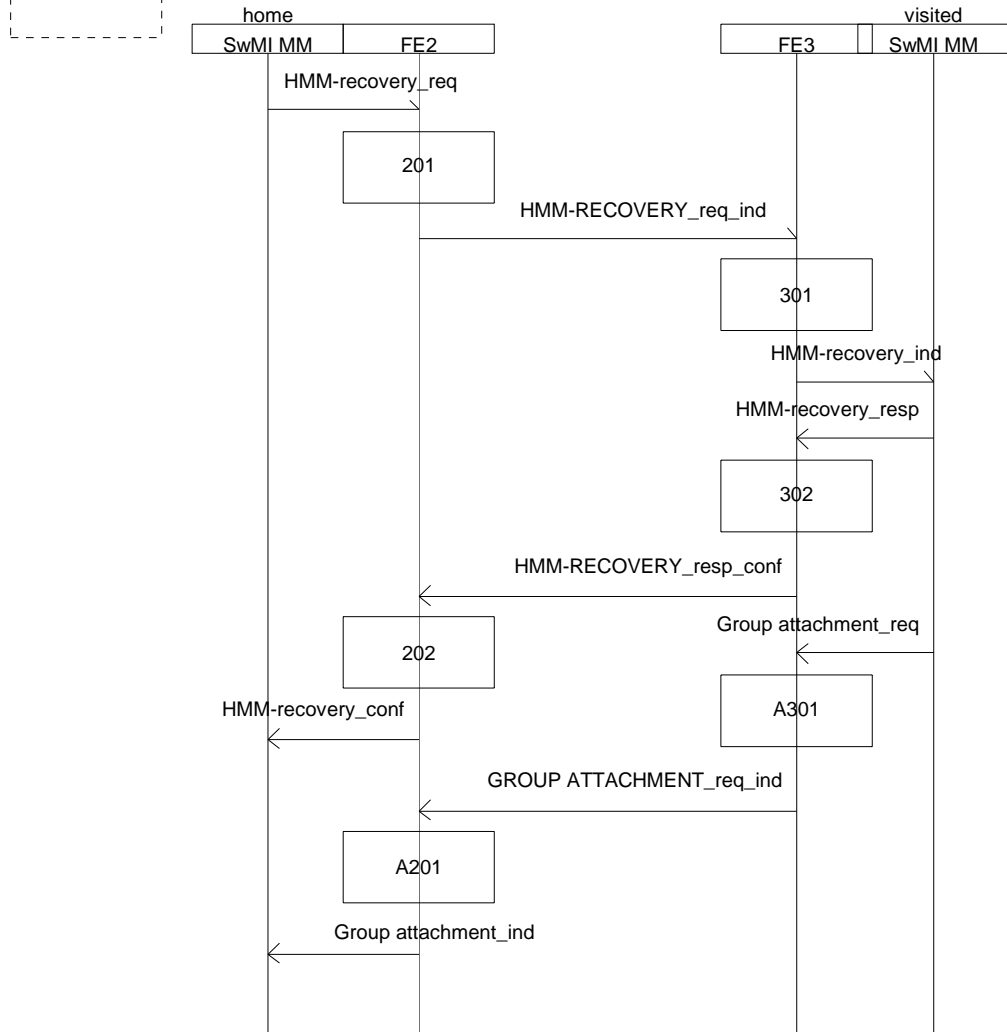 home
visited
SwMI MM
FE2
FE3
SwMI MM
HMM-recovery_req
201
HMM-RECOVERY_req_ind
301
HMM-recovery_ind
HMM-recovery_resp
302
HMM-RECOVERY_resp_conf
Group attachment_req
202
HMM-recovery_conf
A301
GROUP ATTACHMENT_req_ind
A201
Group attachment_ind